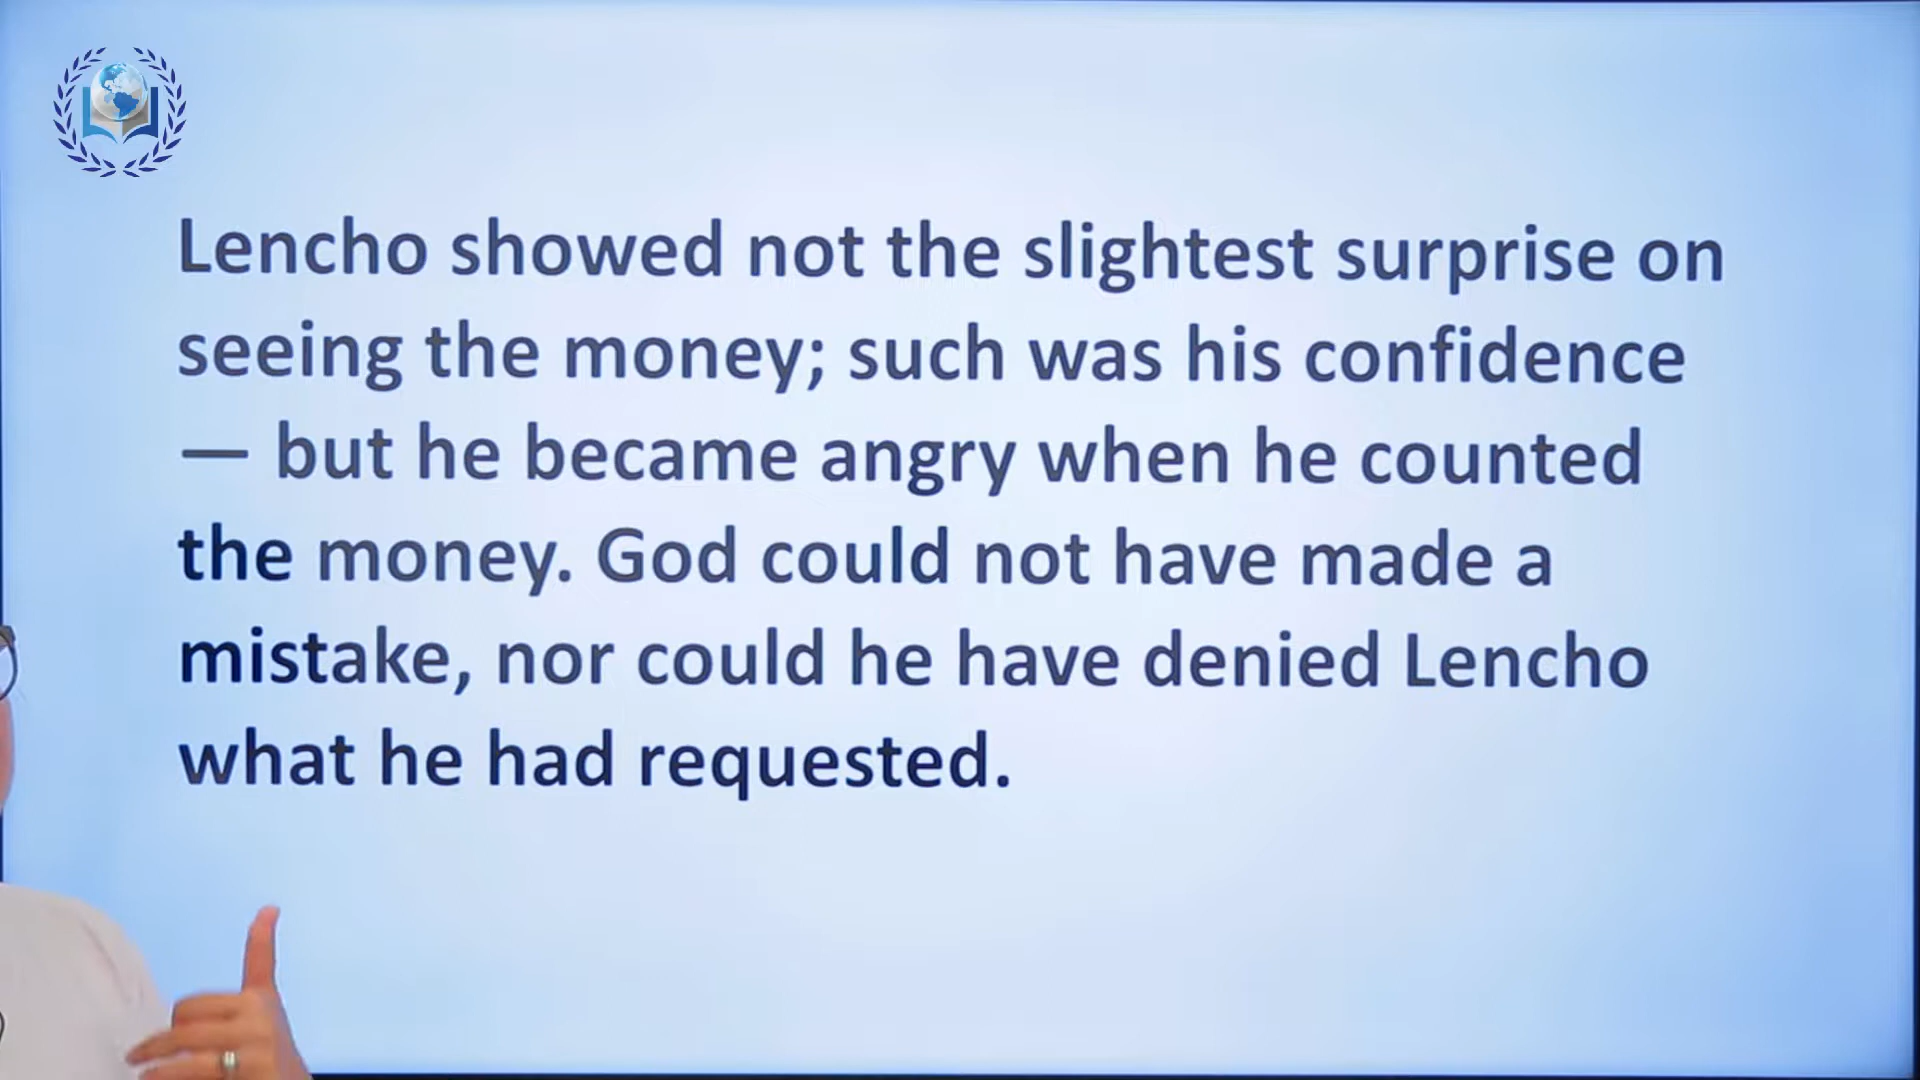 Lencho showed not the slightest surprise on
seeing the money; such was his confidence
— but he became angry when he counted
the money. God could not have made a
mistake, nor could he have denied Lencho
what he had requested.